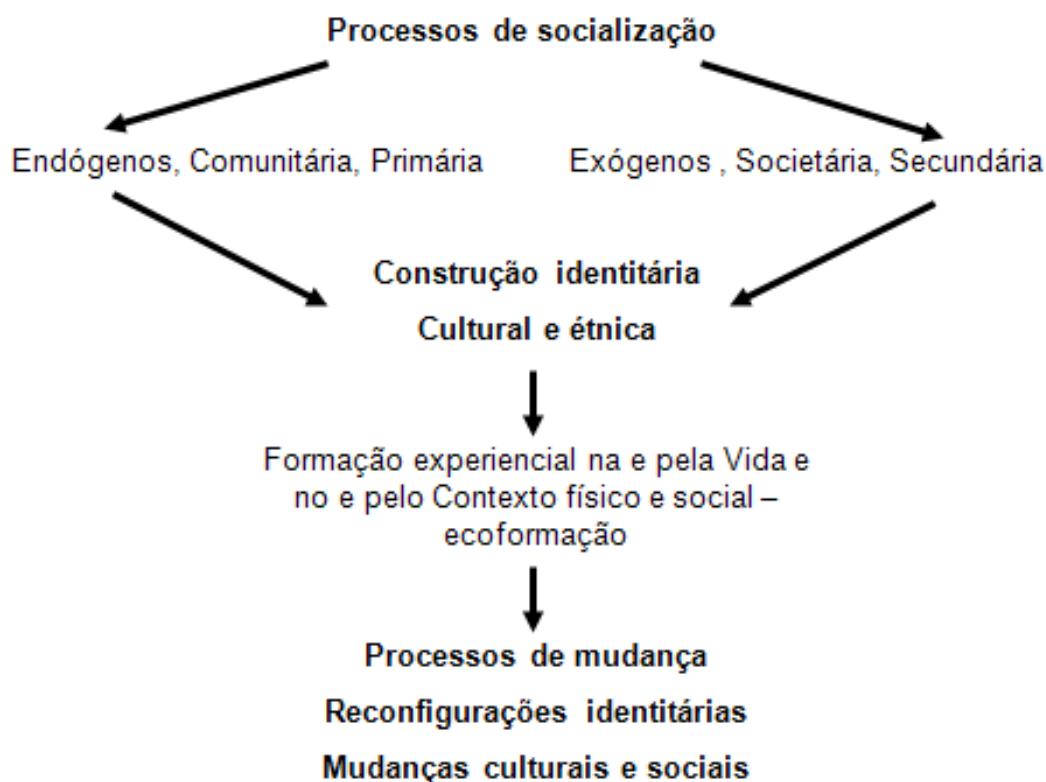 Processos de socialização
Endógenos, Comunitária, Primária
Exógenos , Societária, Secundária
Construção identitária
Cultural e étnica
Formação experiencial na e pela Vida e
no e pelo Contexto físico e social –
ecoformação
Processos de mudança
Reconfigurações identitárias
Mudanças culturais e sociais